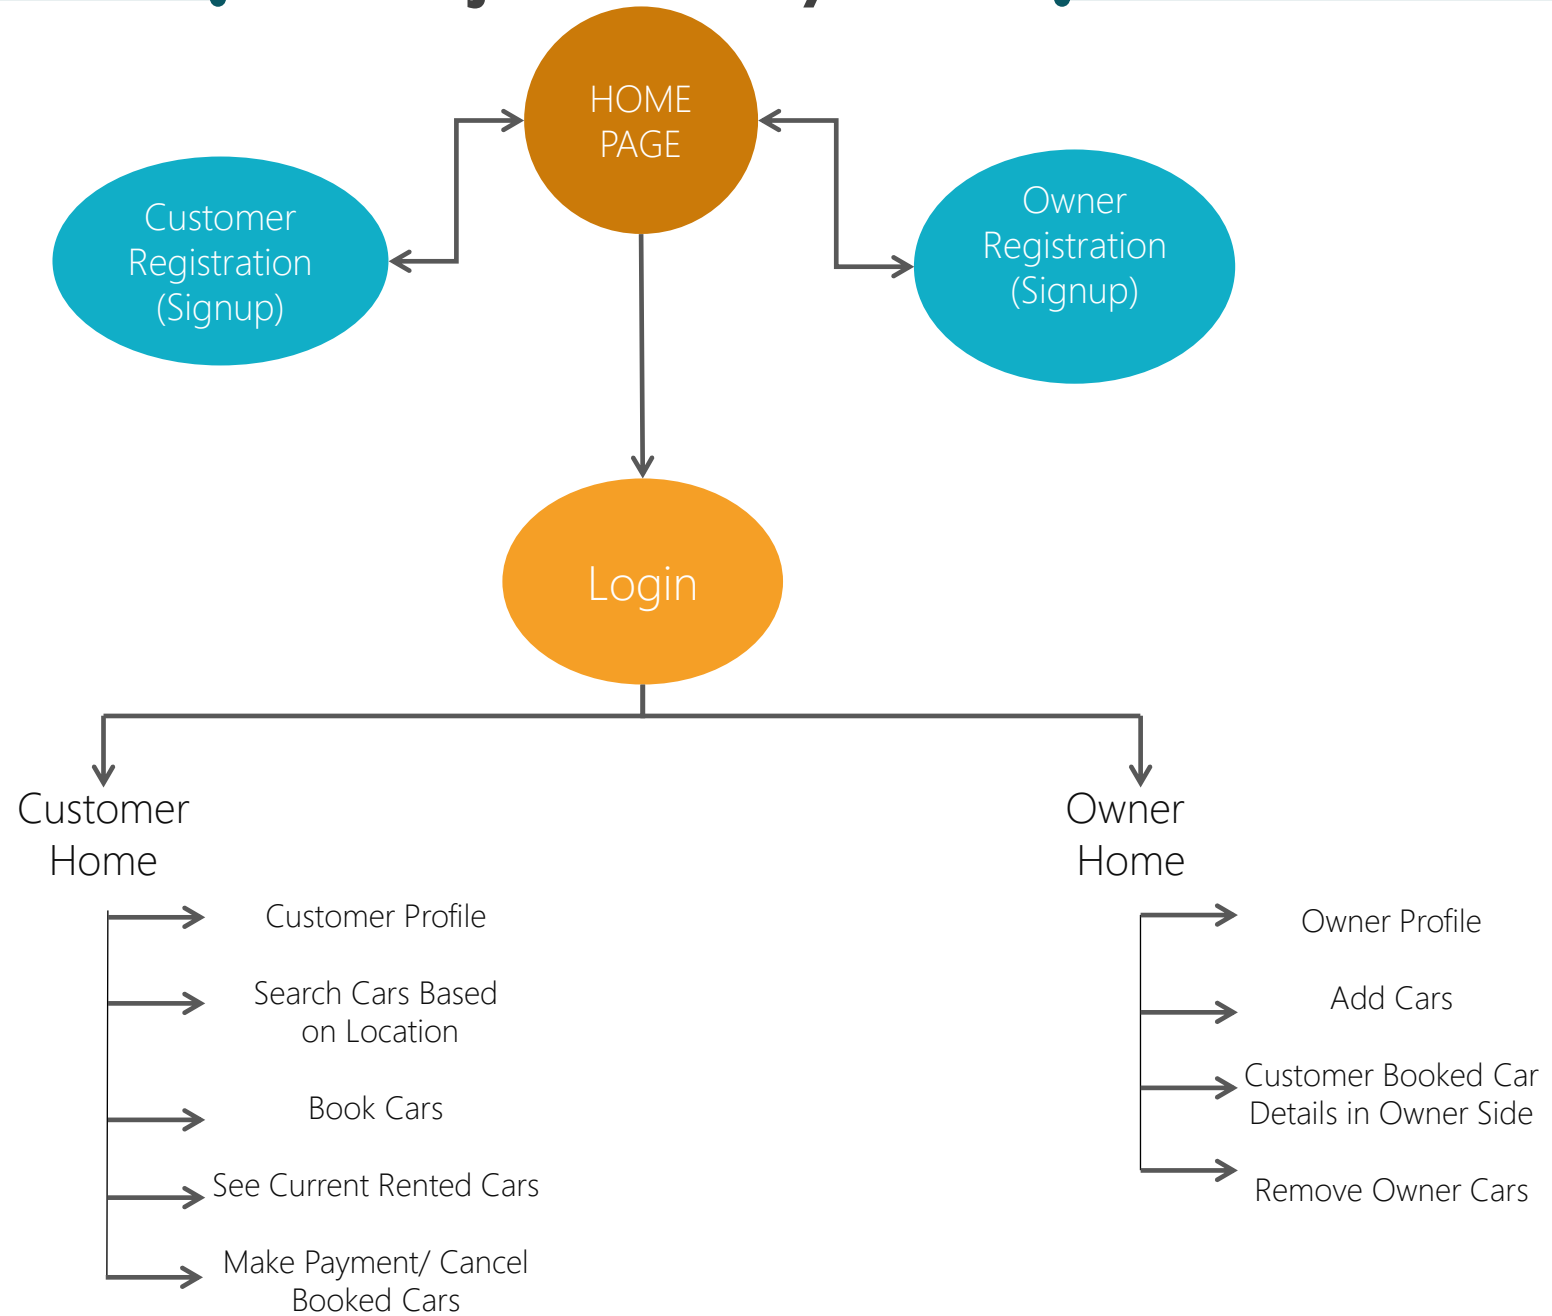 HOME
PAGE
Customer
Registration
(Signup)
Owner
Registration
(Signup)
Login
Customer
Home
Owner
Home
Customer Profile
Search Cars Based
on Location
Book Cars
See Current Rented Cars
Make Payment/ Cancel
Booked Cars
Owner Profile
Add Cars
Customer Booked Car
Details in Owner Side
Remove Owner Cars